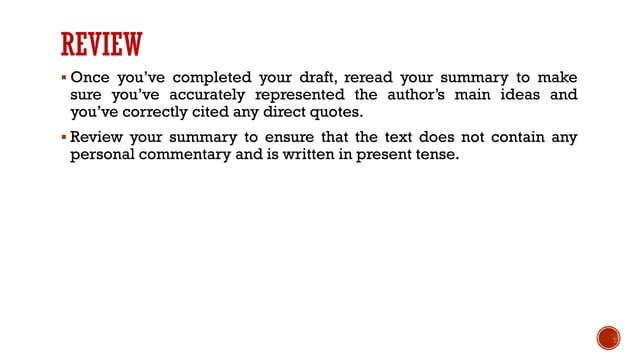 REVIEW
▪ Once you’ve completed your draft, reread your summary to make
sure you’ve accurately represented the author’s main ideas and
you’ve correctly cited any direct quotes.
▪ Review your summary to ensure that the text does not contain any
personal commentary and is written in present tense.